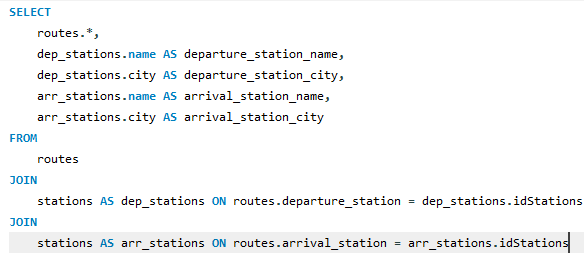 SELECT
    routes.*,
    dep_stations.name AS departure_station_name,
    dep_stations.city AS departure_station_city,
    arr_stations.name AS arrival_station_name,
    arr_stations.city AS arrival_station_city
FROM
    routes
JOIN
    stations AS dep_stations ON routes.departure_station = dep_stations.idStations
JOIN
    stations AS arr_stations ON routes.arrival_station = arr_stations.idStations